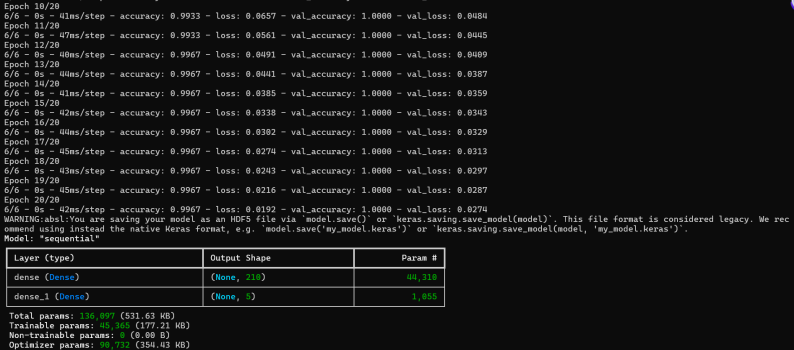 Epoch 10/20
6/6 - 0s - 41ms/step - accuracy: 0.9933 - loss: 0.0657 - val_accuracy: 1.0000 - val_loss: 0.0484
Epoch 11/20
6/6 - 0s - 47ms/step - accuracy: 0.9933 - loss: 0.0561 - val_accuracy: 1.0000 - val_loss: 0.0445
Epoch 12/20
6/6 - 0s - 40ms/step - accuracy: 0.9967 - loss: 0.0491 - val_accuracy: 1.0000 - val_loss: 0.0409
Epoch 13/20
6/6 - 0s - 44ms/step - accuracy: 0.9967 - loss: 0.0441 - val_accuracy: 1.0000 - val_loss: 0.0387
Epoch 14/20
6/6 - 0s - 41ms/step - accuracy: 0.9967 - loss: 0.0385 - val_accuracy: 1.0000 - val_loss: 0.0359
Epoch 15/20
6/6 - 0s - 42ms/step - accuracy: 0.9967 - loss: 0.0338 - val_accuracy: 1.0000 - val_loss: 0.0343
Epoch 16/20
6/6 - 0s - 44ms/step - accuracy: 0.9967 - loss: 0.0302 - val_accuracy: 1.0000 - val_loss: 0.0329
Epoch 17/20
6/6 - 0s - 45ms/step - accuracy: 0.9967 - loss: 0.0274 - val_accuracy: 1.0000 - val_loss: 0.0313
Epoch 18/20
6/6 - 0s - 43ms/step - accuracy: 0.9967 - loss: 0.0243 - val_accuracy: 1.0000 - val_loss: 0.0297
Epoch 19/20
6/6 - 0s - 45ms/step - accuracy: 0.9967 - loss: 0.0216 - val_accuracy: 1.0000 - val_loss: 0.0287
Epoch 20/20
6/6 - 0s - 42ms/step - accuracy: 0.9967 - loss: 0.0192 - val_accuracy: 1.0000 - val_loss: 0.0274
WARNING:absl:You are saving your model as an HDF5 file via `model.save()` or `keras.saving.save_model(model)`. This file format is considered legacy. We rec
ommend using instead the native Keras format, e.g. `model.save('my_model.keras')` or `keras.saving.save_model(model, 'my_model.keras')`.
Model: "sequential"
Layer (type) Output Shape Param #
dense (Dense) (None, 210) 44,310
dense_1 (Dense) (None, 5) 1,055
Total params: 136,097 (531.63 KB)
Trainable params: 45,365 (177.21 KB)
Non-trainable params: 0 (0.00 B)
Optimizer params: 90,732 (354.43 KB)